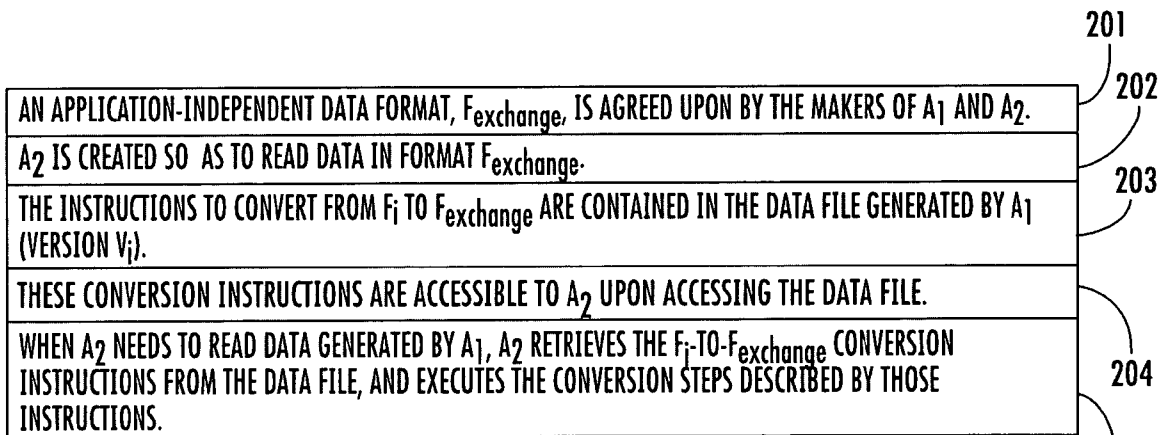 201
AN APPLICATION-INDEPENDENT DATA FORMAT, Fexchange, IS AGREED UPON BY THE MAKERS OF A1 AND A2.
202
A2 IS CREATED SO AS TO READ DATA IN FORMAT Fexchange.
203
THE INSTRUCTIONS TO CONVERT FROM Fi TO Fexchange ARE CONTAINED IN THE DATA FILE GENERATED BY A1
(VERSION Vi).
THESE CONVERSION INSTRUCTIONS ARE ACCESSIBLE TO A2 UPON ACCESSING THE DATA FILE.
204
WHEN A2 NEEDS TO READ DATA GENERATED BY A1, A2 RETRIEVES THE Fi-TO-Fexchange CONVERSION
INSTRUCTIONS FROM THE DATA FILE, AND EXECUTES THE CONVERSION STEPS DESCRIBED BY THOSE
INSTRUCTIONS.